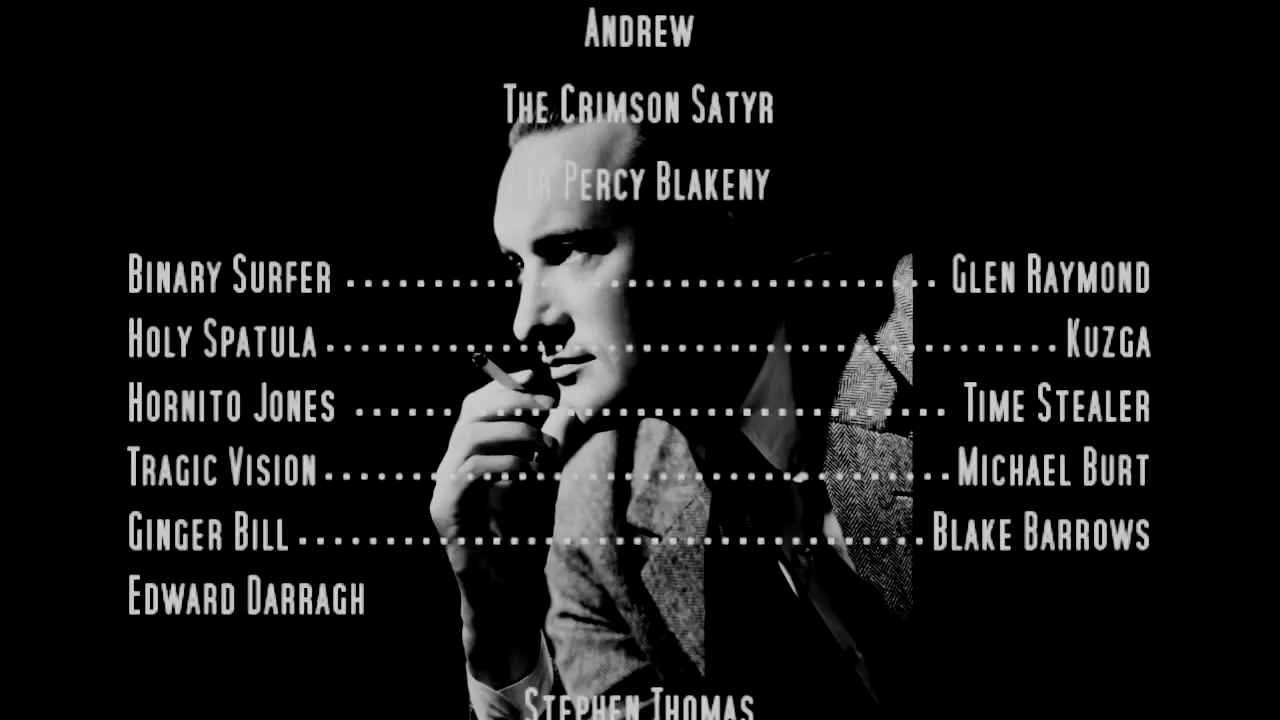 Andrew
The Crimson Satyr
Sir Percy Blakeny
Binary Surfer ........................................ Glen Raymond
Holy Spatula .................................................. Kuzga
Hornito Jones ........................................ Time Stealer
Tragic Vision ........................................... Michael Burt
Ginger Bill ........................................... Blake Barrows
Edward Darragh
Stephen Thomas